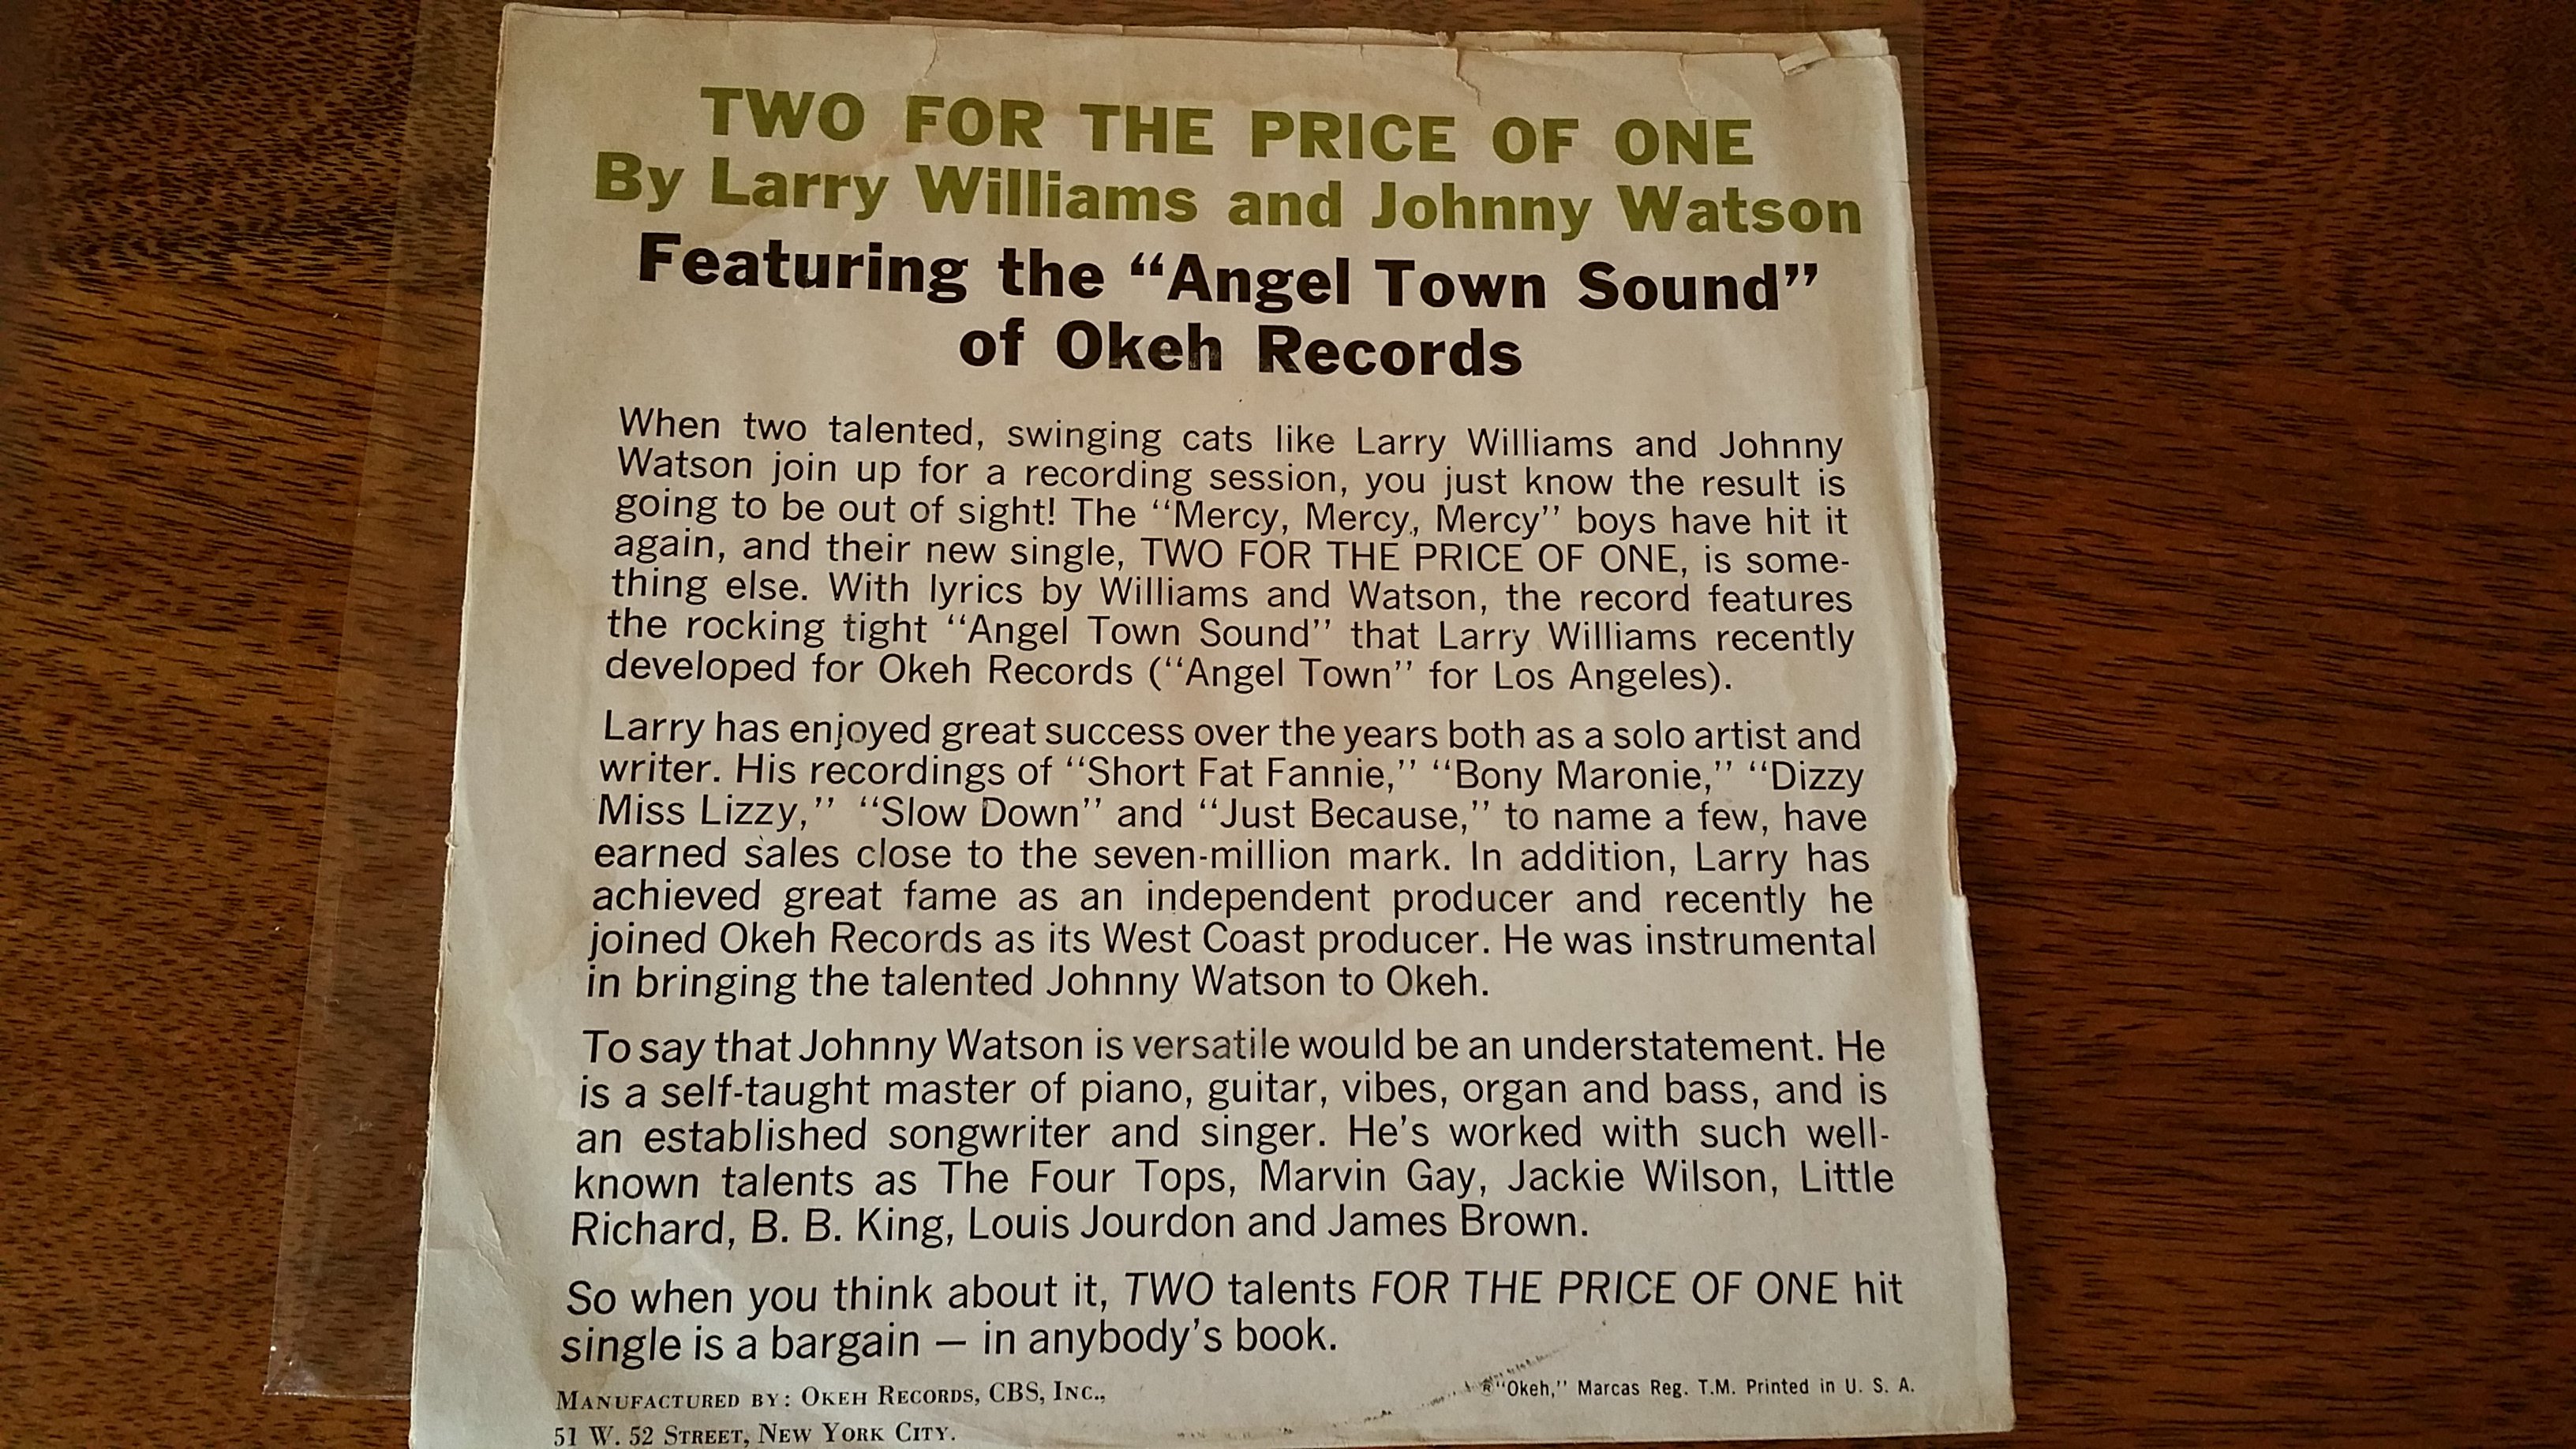 TWO FOR THE PRICE OF ONE
By Larry Williams and Johnny Watson
Featuring the “Angel Town Sound”
of Okeh Records
When two talented, swinging cats like Larry Williams and Johnny
Watson join up for a recording session, you just know the result is
going to be out of sight! The “Mercy, Mercy, Mercy” boys have hit it
again, and their new single, TWO FOR THE PRICE OF ONE, is some-
thing else. With lyrics by Williams and Watson, the record features
the rocking tight “Angel Town Sound” that Larry Williams recently
developed for Okeh Records (“Angel Town” for Los Angeles).
Larry has enjoyed great success over the years both as a solo artist and
writer. His recordings of “Short Fat Fannie,” “Bony Maronie,” “Dizzy
Miss Lizzy,” “Slow Down” and “Just Because,” to name a few, have
earned sales close to the seven-million mark. In addition, Larry has
achieved great fame as an independent producer and recently he
joined Okeh Records as its West Coast producer. He was instrumental
in bringing the talented Johnny Watson to Okeh.
To say that Johnny Watson is versatile would be an understatement. He
is a self-taught master of piano, guitar, vibes, organ and bass, and is
an established songwriter and singer. He’s worked with such well-
known talents as The Four Tops, Marvin Gay, Jackie Wilson, Little
Richard, B. B. King, Louis Jourdon and James Brown.
So when you think about it, TWO talents FOR THE PRICE OF ONE hit
single is a bargain — in anybody’s book.
MANUFACTURED BY: OKEH RECORDS, CBS, INC.,
51 W. 52 STREET, NEW YORK CITY.
®“Okeh,” Marcas Reg. T.M. Printed in U. S. A.